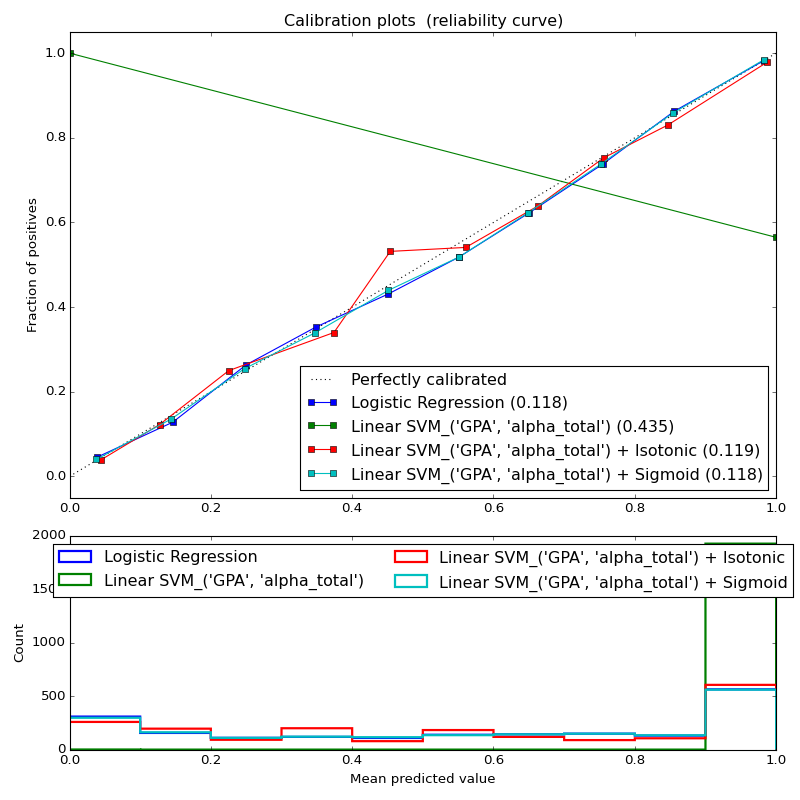 Calibration plots  (reliability curve)
1.0
0.8
0.6
0.4
0.2
0.0
Fraction of positives
Perfectly calibrated
Logistic Regression (0.118)
Linear SVM_('GPA', 'alpha_total') (0.435)
Linear SVM_('GPA', 'alpha_total') + Isotonic (0.119)
Linear SVM_('GPA', 'alpha_total') + Sigmoid (0.118)
0.0 0.2 0.4 0.6 0.8 1.0
2000
1500
1000
500
0
Count
Logistic Regression
Linear SVM_('GPA', 'alpha_total')
Linear SVM_('GPA', 'alpha_total') + Isotonic
Linear SVM_('GPA', 'alpha_total') + Sigmoid
0.0 0.2 0.4 0.6 0.8 1.0
Mean predicted value